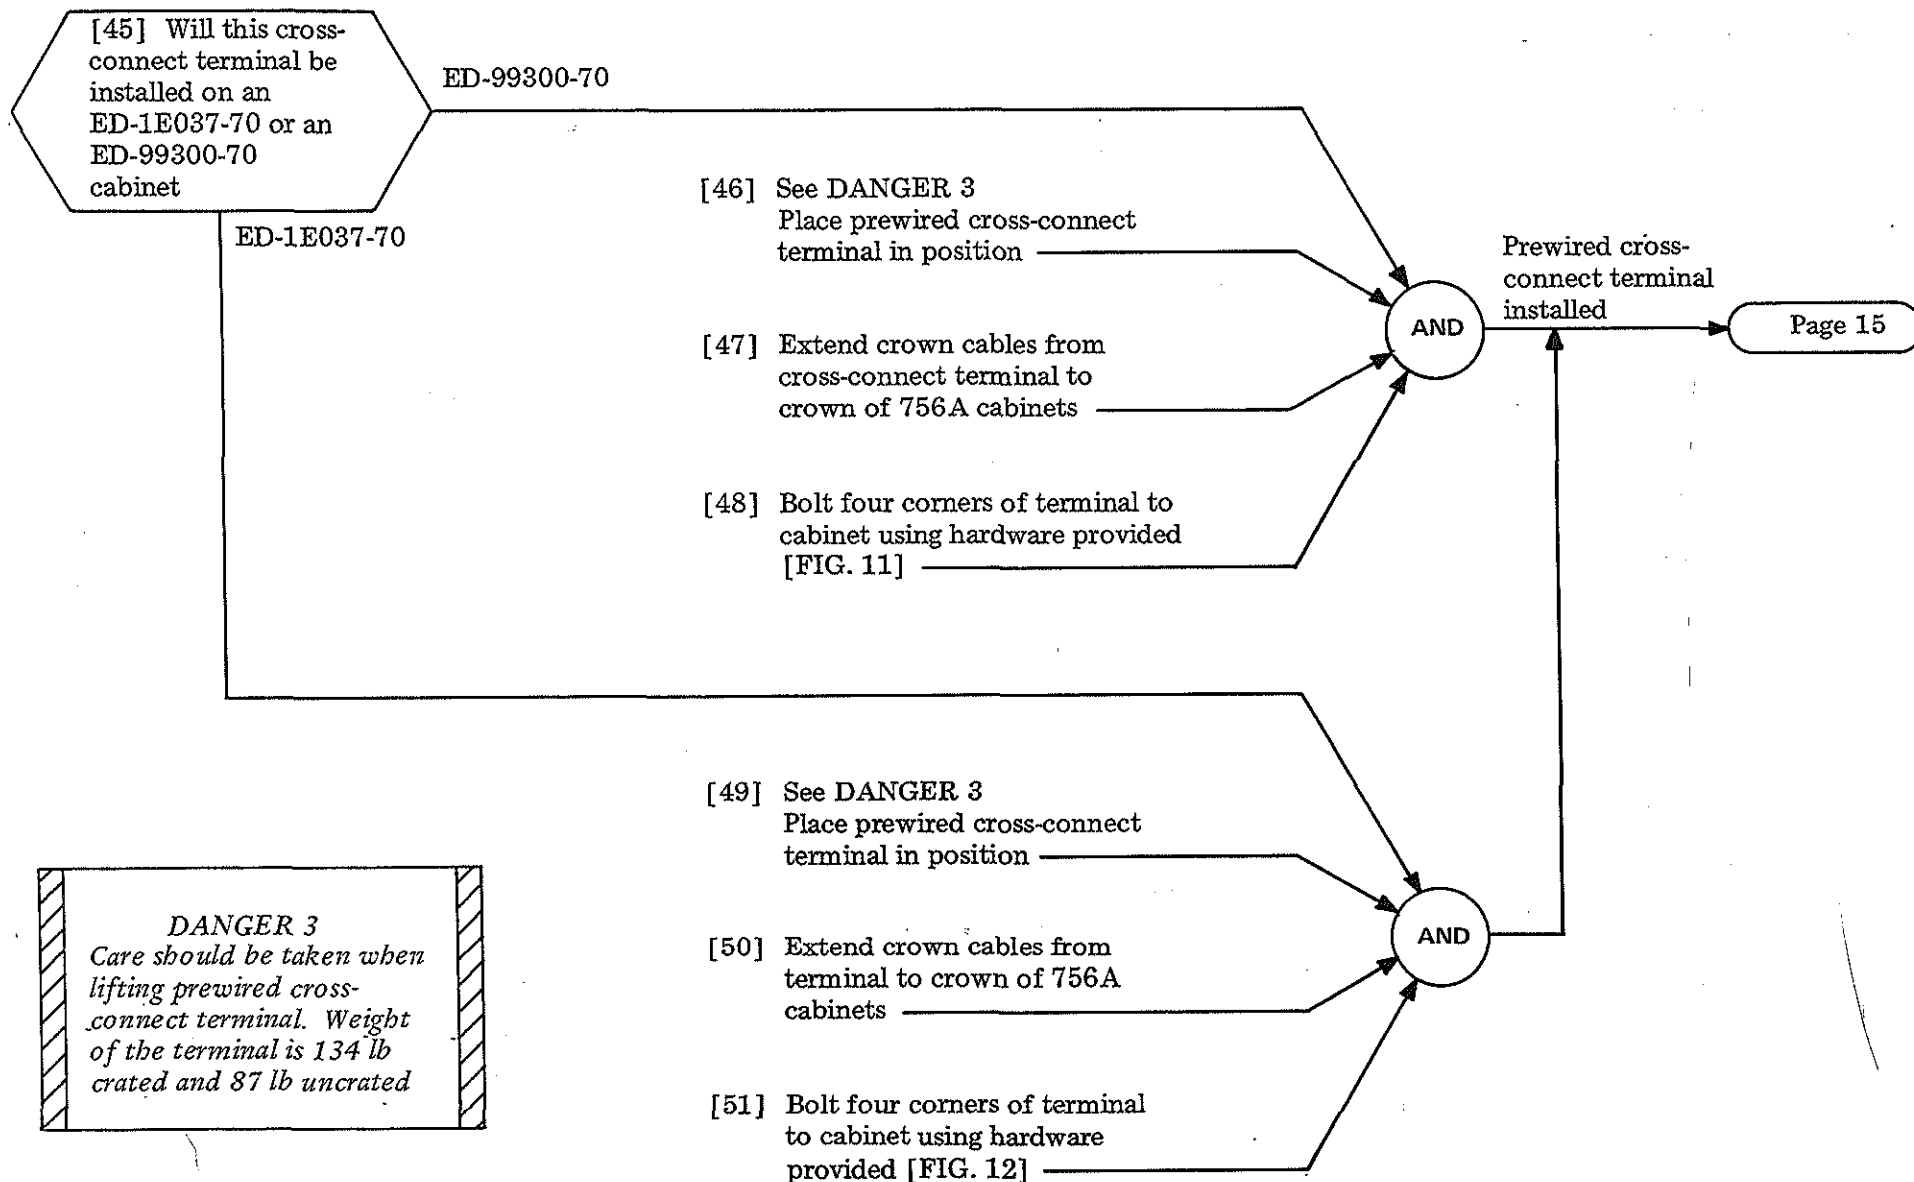 [45] Will this cross-
connect terminal be
installed on an
ED-1E037-70 or an
ED-99300-70
cabinet
ED-99300-70
ED-1E037-70
[46] See DANGER 3
Place prewired cross-connect
terminal in position
[47] Extend crown cables from
cross-connect terminal to
crown of 756A cabinets
[48] Bolt four corners of terminal to
cabinet using hardware provided
[FIG. 11]
AND
Prewired cross-
connect terminal
installed
Page 15
[49] See DANGER 3
Place prewired cross-connect
terminal in position
[50] Extend crown cables from
terminal to crown of 756A
cabinets
[51] Bolt four corners of terminal
to cabinet using hardware
provided [FIG. 12]
AND
DANGER 3
Care should be taken when
lifting prewired cross-
connect terminal. Weight
of the terminal is 134 lb
crated and 87 lb uncrated